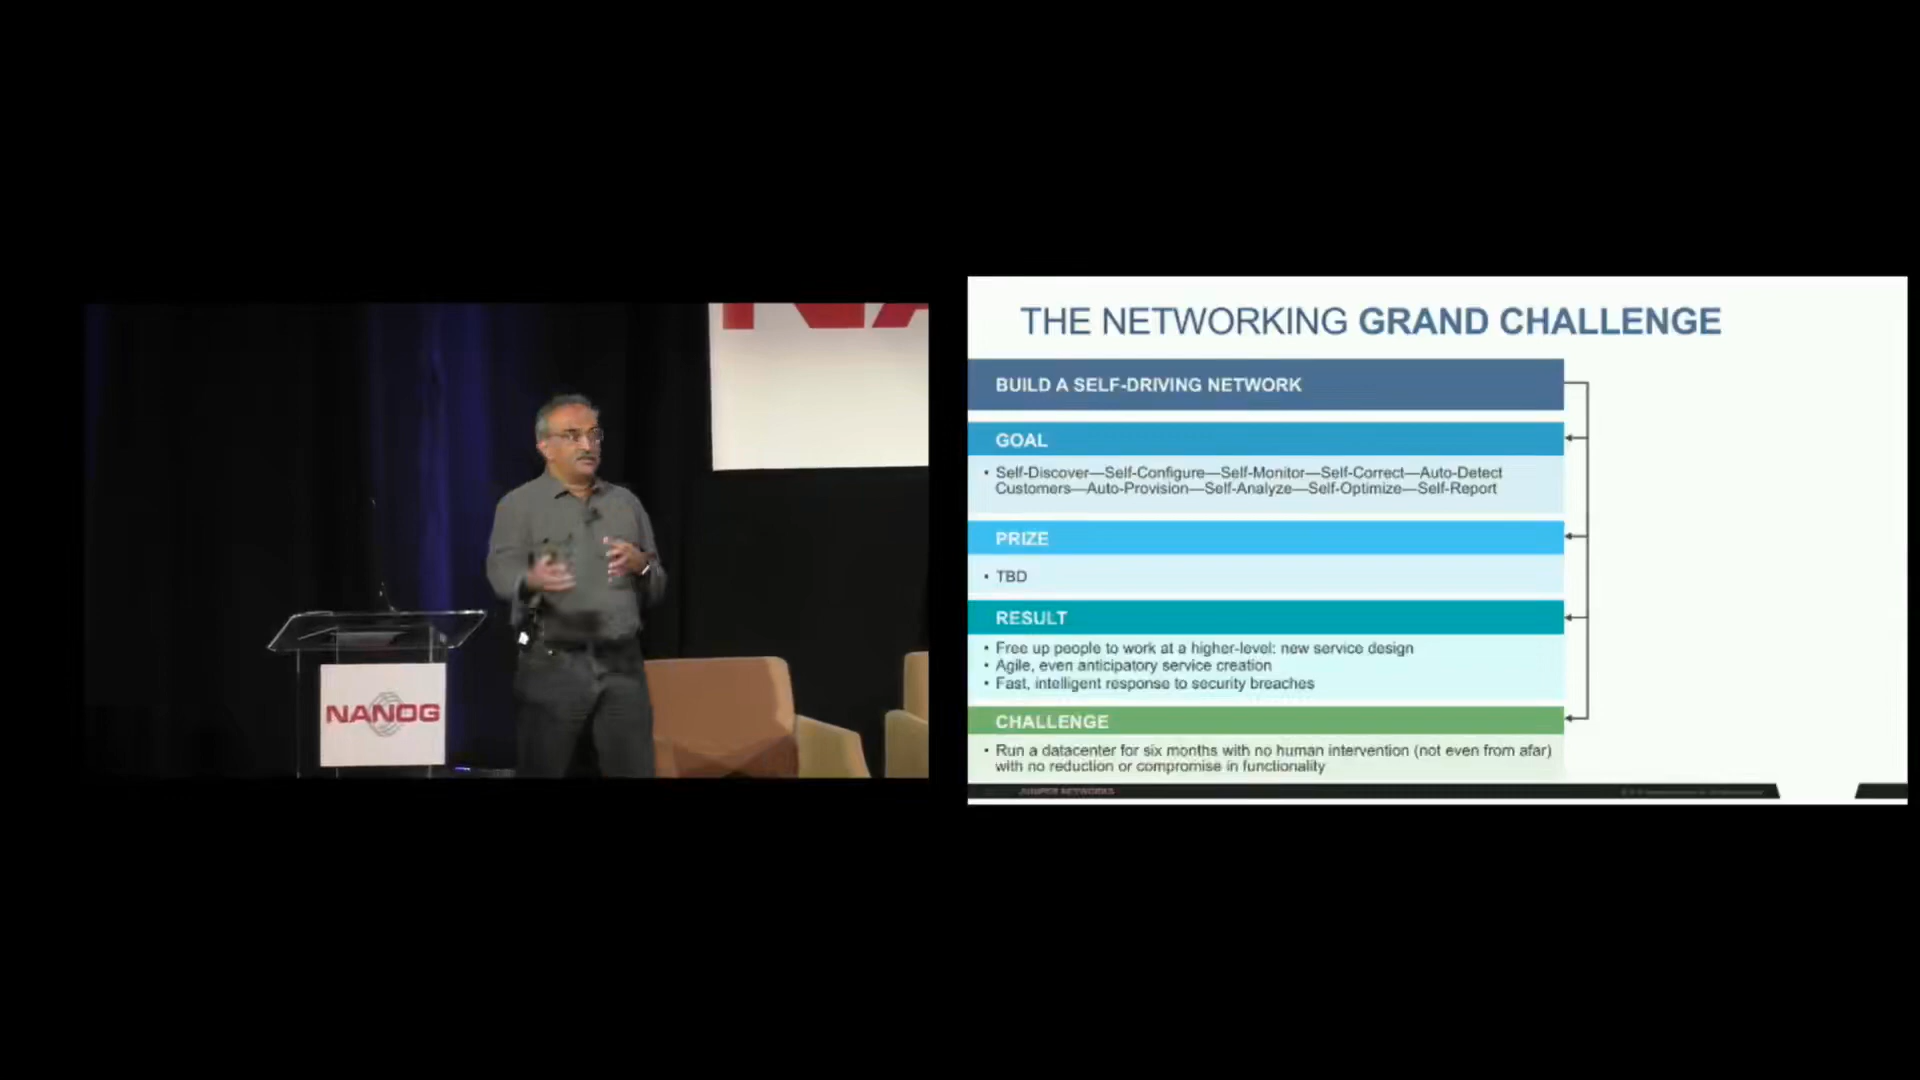 NA
NANOG
THE NETWORKING GRAND CHALLENGE
BUILD A SELF-DRIVING NETWORK
GOAL
• Self-Discover—Self-Configure—Self-Monitor—Self-Correct—Auto-Detect
Customers—Auto-Provision—Self-Analyze—Self-Optimize—Self-Report
PRIZE
• TBD
RESULT
• Free up people to work at a higher-level: new service design
• Agile, even anticipatory service creation
• Fast, intelligent response to security breaches
CHALLENGE
• Run a datacenter for six months with no human intervention (not even from afar)
with no reduction or compromise in functionality
JUNIPER NETWORKS